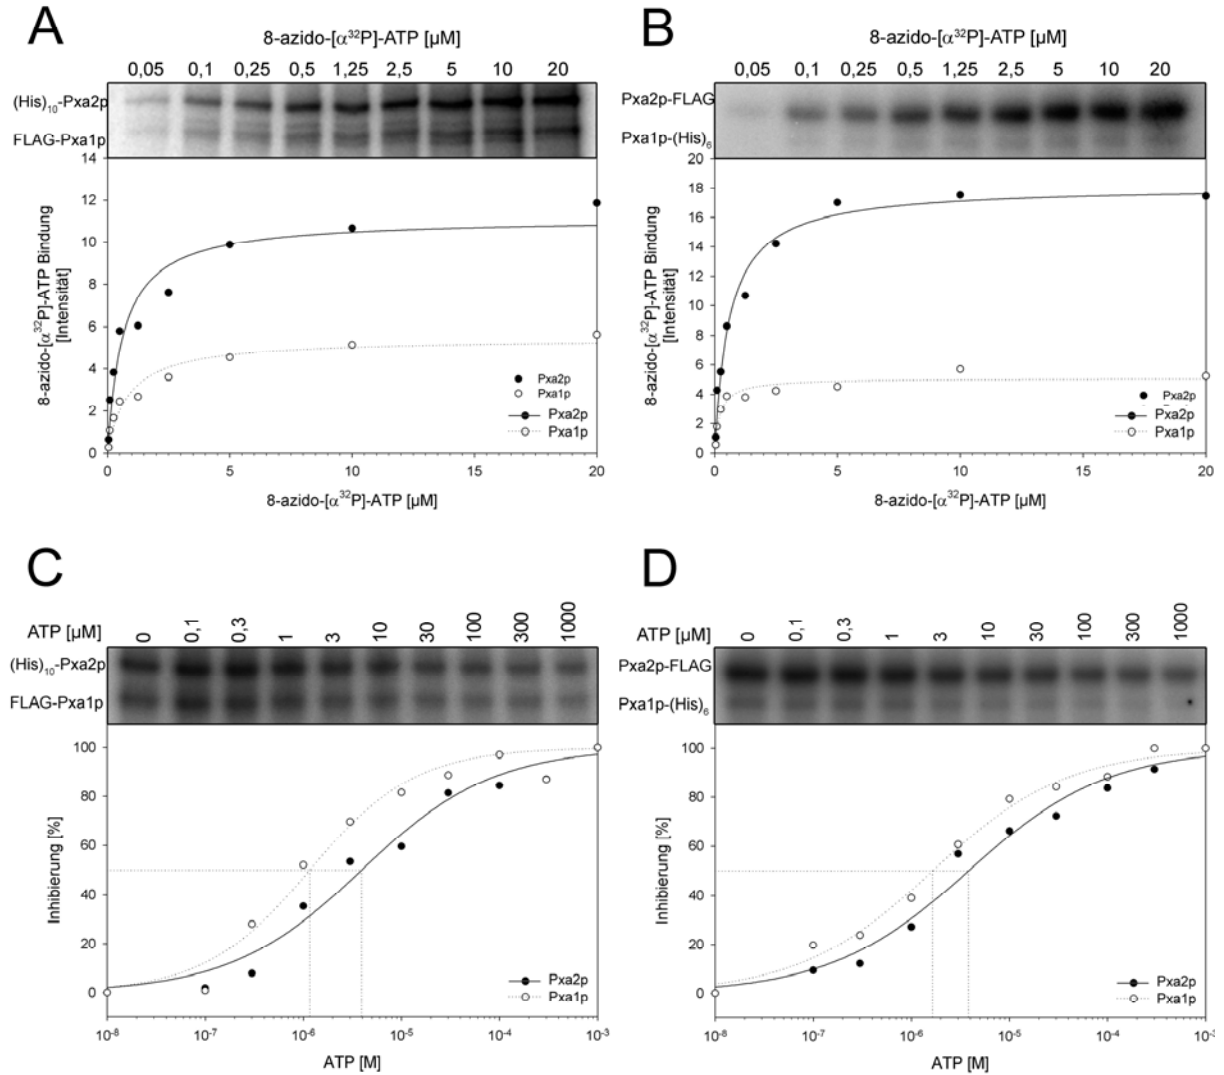 A
8-azido-[α³²P]-ATP [µM]
0,05 0,1 0,25 0,5 1,25 2,5 5 10 20
(His)₁₀-Pxa2p
FLAG-Pxa1p
14
12
10
8
6
4
2
0
8-azido-[α³²P]-ATP Bindung
[Intensität]
Pxa2p
Pxa1p
Pxa2p
Pxa1p
0 5 10 15 20
8-azido-[α³²P]-ATP [µM]
B
8-azido-[α³²P]-ATP [µM]
0,05 0,1 0,25 0,5 1,25 2,5 5 10 20
Pxa2p-FLAG
Pxa1p-(His)₆
20
18
16
14
12
10
8
6
4
2
0
8-azido-[α³²P]-ATP Bindung
[Intensität]
Pxa2p
Pxa2p
Pxa1p
0 5 10 15 20
8-azido-[α³²P]-ATP [µM]
C
ATP [µM]
0 0,1 0,3 1 3 10 30 100 300 1000
(His)₁₀-Pxa2p
FLAG-Pxa1p
100
80
60
40
20
0
Inhibierung [%]
Pxa2p
Pxa1p
10⁻⁸ 10⁻⁷ 10⁻⁶ 10⁻⁵ 10⁻⁴ 10⁻³
ATP [M]
D
ATP [µM]
0 0,1 0,3 1 3 10 30 100 300 1000
Pxa2p-FLAG
Pxa1p-(His)₆
100
80
60
40
20
0
Inhibierung [%]
Pxa2p
Pxa1p
10⁻⁸ 10⁻⁷ 10⁻⁶ 10⁻⁵ 10⁻⁴ 10⁻³
ATP [M]